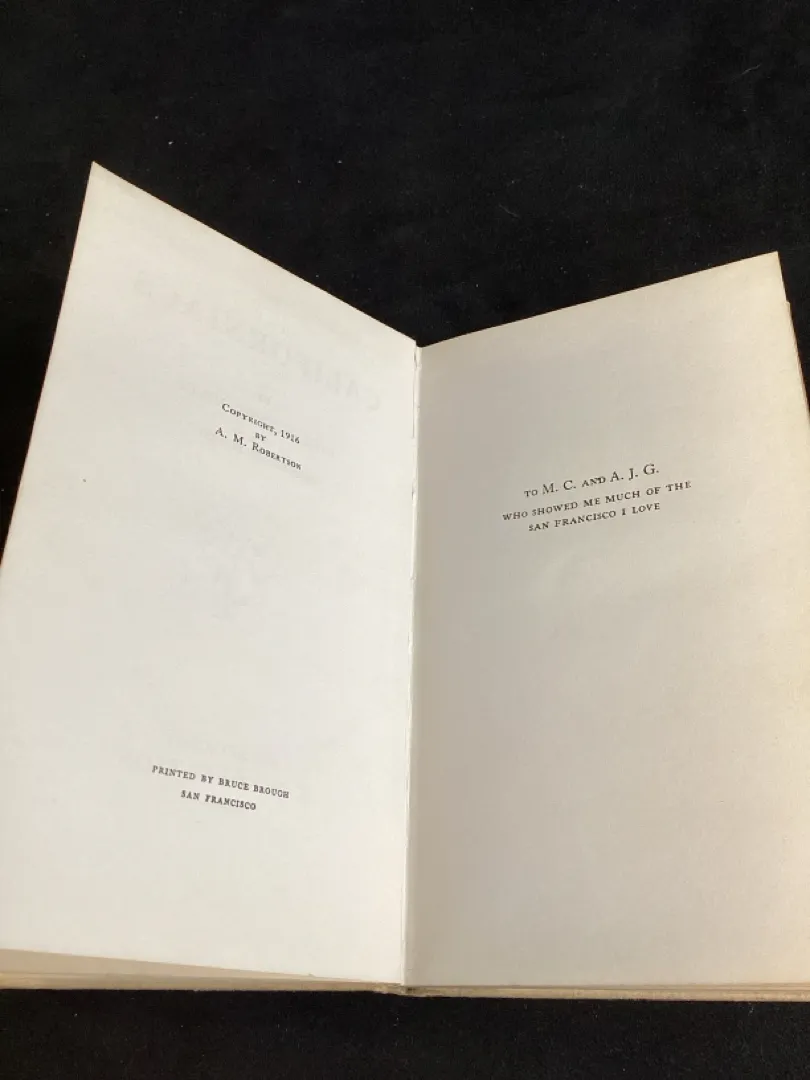 COPYRIGHT, 1916
BY
A. M. ROBERTSON
PRINTED BY BRUCE BROUGH
SAN FRANCISCO
TO M. C. AND A. J. G.
WHO SHOWED ME MUCH OF THE
SAN FRANCISCO I LOVE